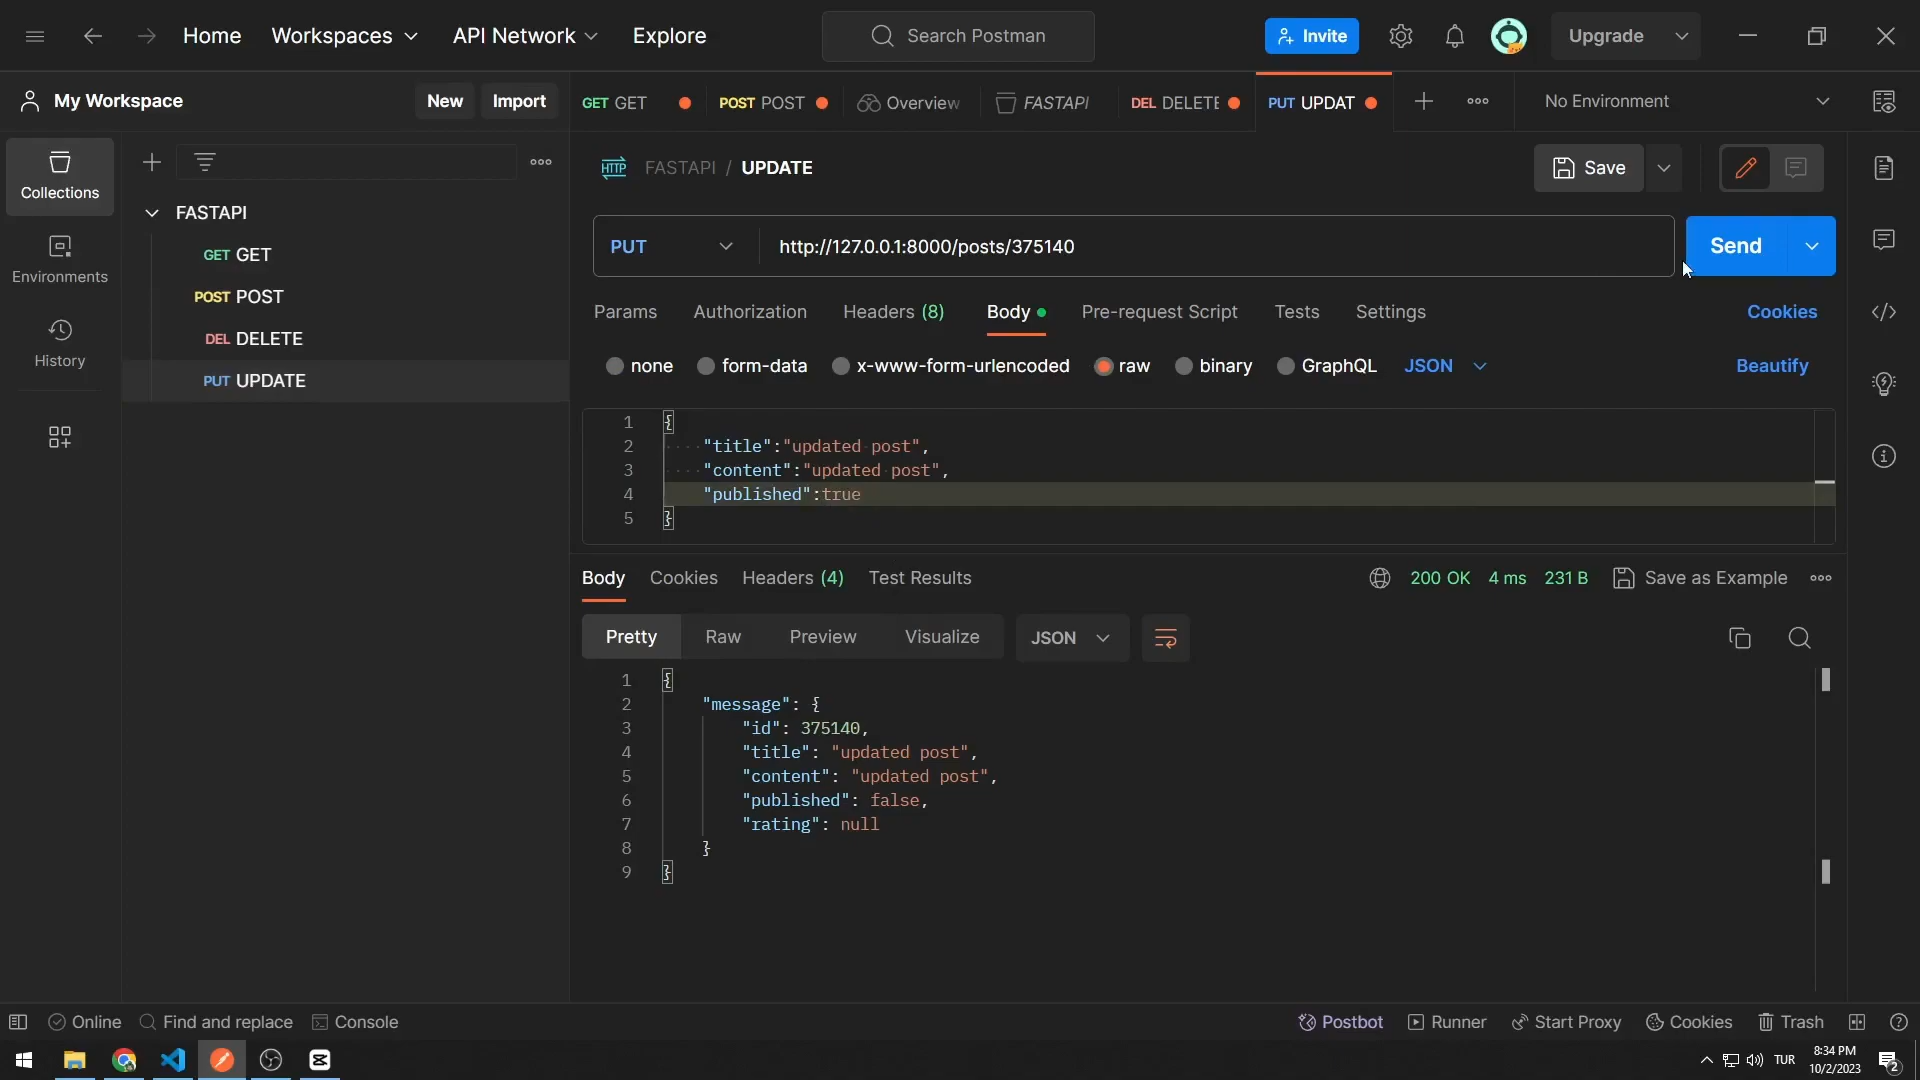 Home Workspaces API Network Explore Search Postman Invite Upgrade
My Workspace New Import GET GET POST POST Overview FASTAPI DEL DELETE PUT UPDAT No Environment
Collections
Environments
History
FASTAPI
GET GET
POST POST
DEL DELETE
PUT UPDATE
HTTP FASTAPI / UPDATE Save
PUT http://127.0.0.1:8000/posts/375140 Send
Params Authorization Headers (8) Body Pre-request Script Tests Settings Cookies
none form-data x-www-form-urlencoded raw binary GraphQL JSON Beautify
1 {
2 "title":"updated post",
3 "content":"updated post",
4 "published":true
5 }
Body Cookies Headers (4) Test Results 200 OK 4 ms 231 B Save as Example
Pretty Raw Preview Visualize JSON
1 {
2 "message": {
3 "id": 375140,
4 "title": "updated post",
5 "content": "updated post",
6 "published": false,
7 "rating": null
8 }
9 }
Online Find and replace Console Postbot Runner Start Proxy Cookies Trash
TUR 8:34 PM
10/2/2023 2